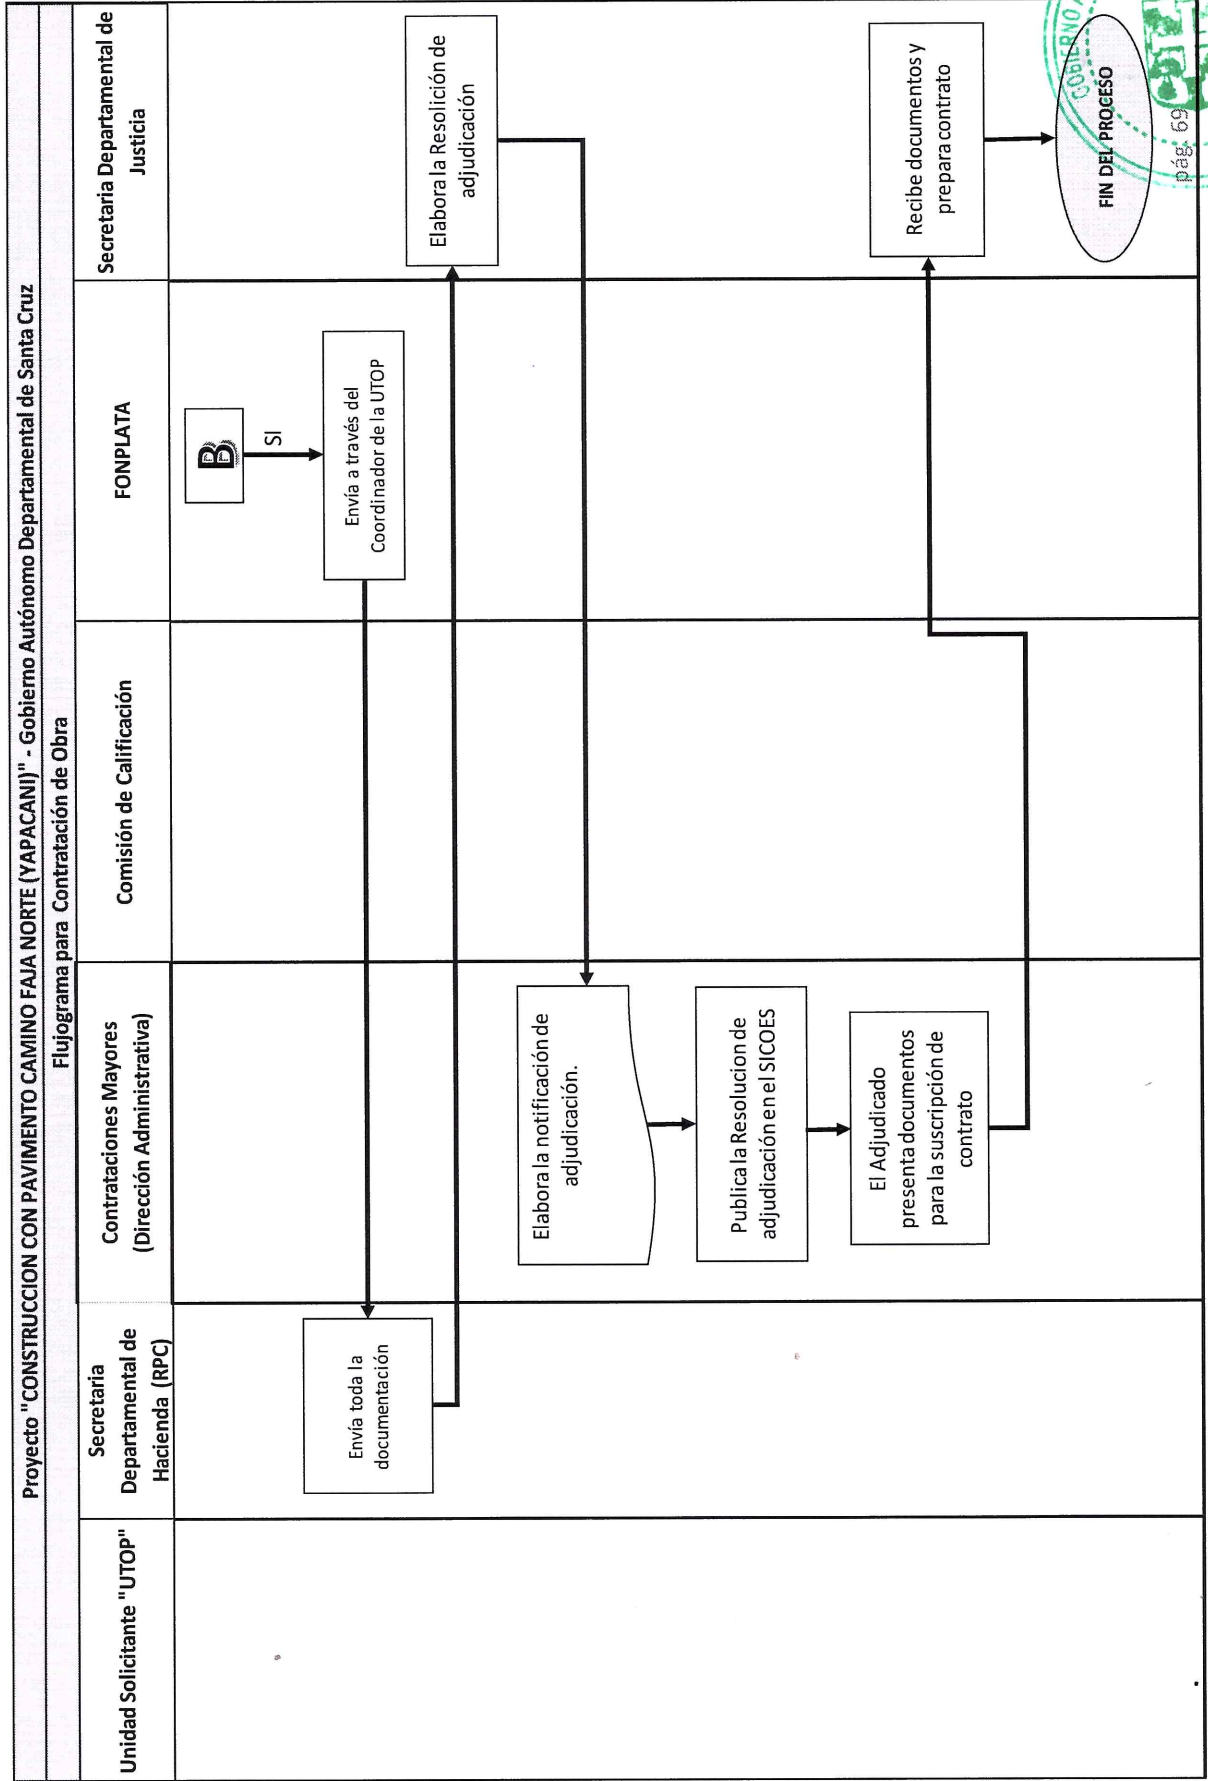 Proyecto "CONSTRUCCION CON PAVIMENTO CAMINO FAJA NORTE (YAPACANI)" - Gobierno Autónomo Departamental de Santa Cruz
Flujograma para Contratación de Obra
Unidad Solicitante "UTOP"
Secretaria
Departamental de
Hacienda (RPC)
Contrataciones Mayores
(Dirección Administrativa)
Comisión de Calificación
FONPLATA
Secretaria Departamental de
Justicia
B
SI
Envía a través del
Coordinador de la UTOP
Envía toda la
documentación
Elabora la Resolición de
adjudicación
Elabora la notificación de
adjudicación.
Publica la Resolucion de
adjudicación en el SICOES
El Adjudicado
presenta documentos
para la suscripción de
contrato
Recibe documentos y
prepara contrato
FIN DEL PROCESO
GOBIERNO A
pág. 69